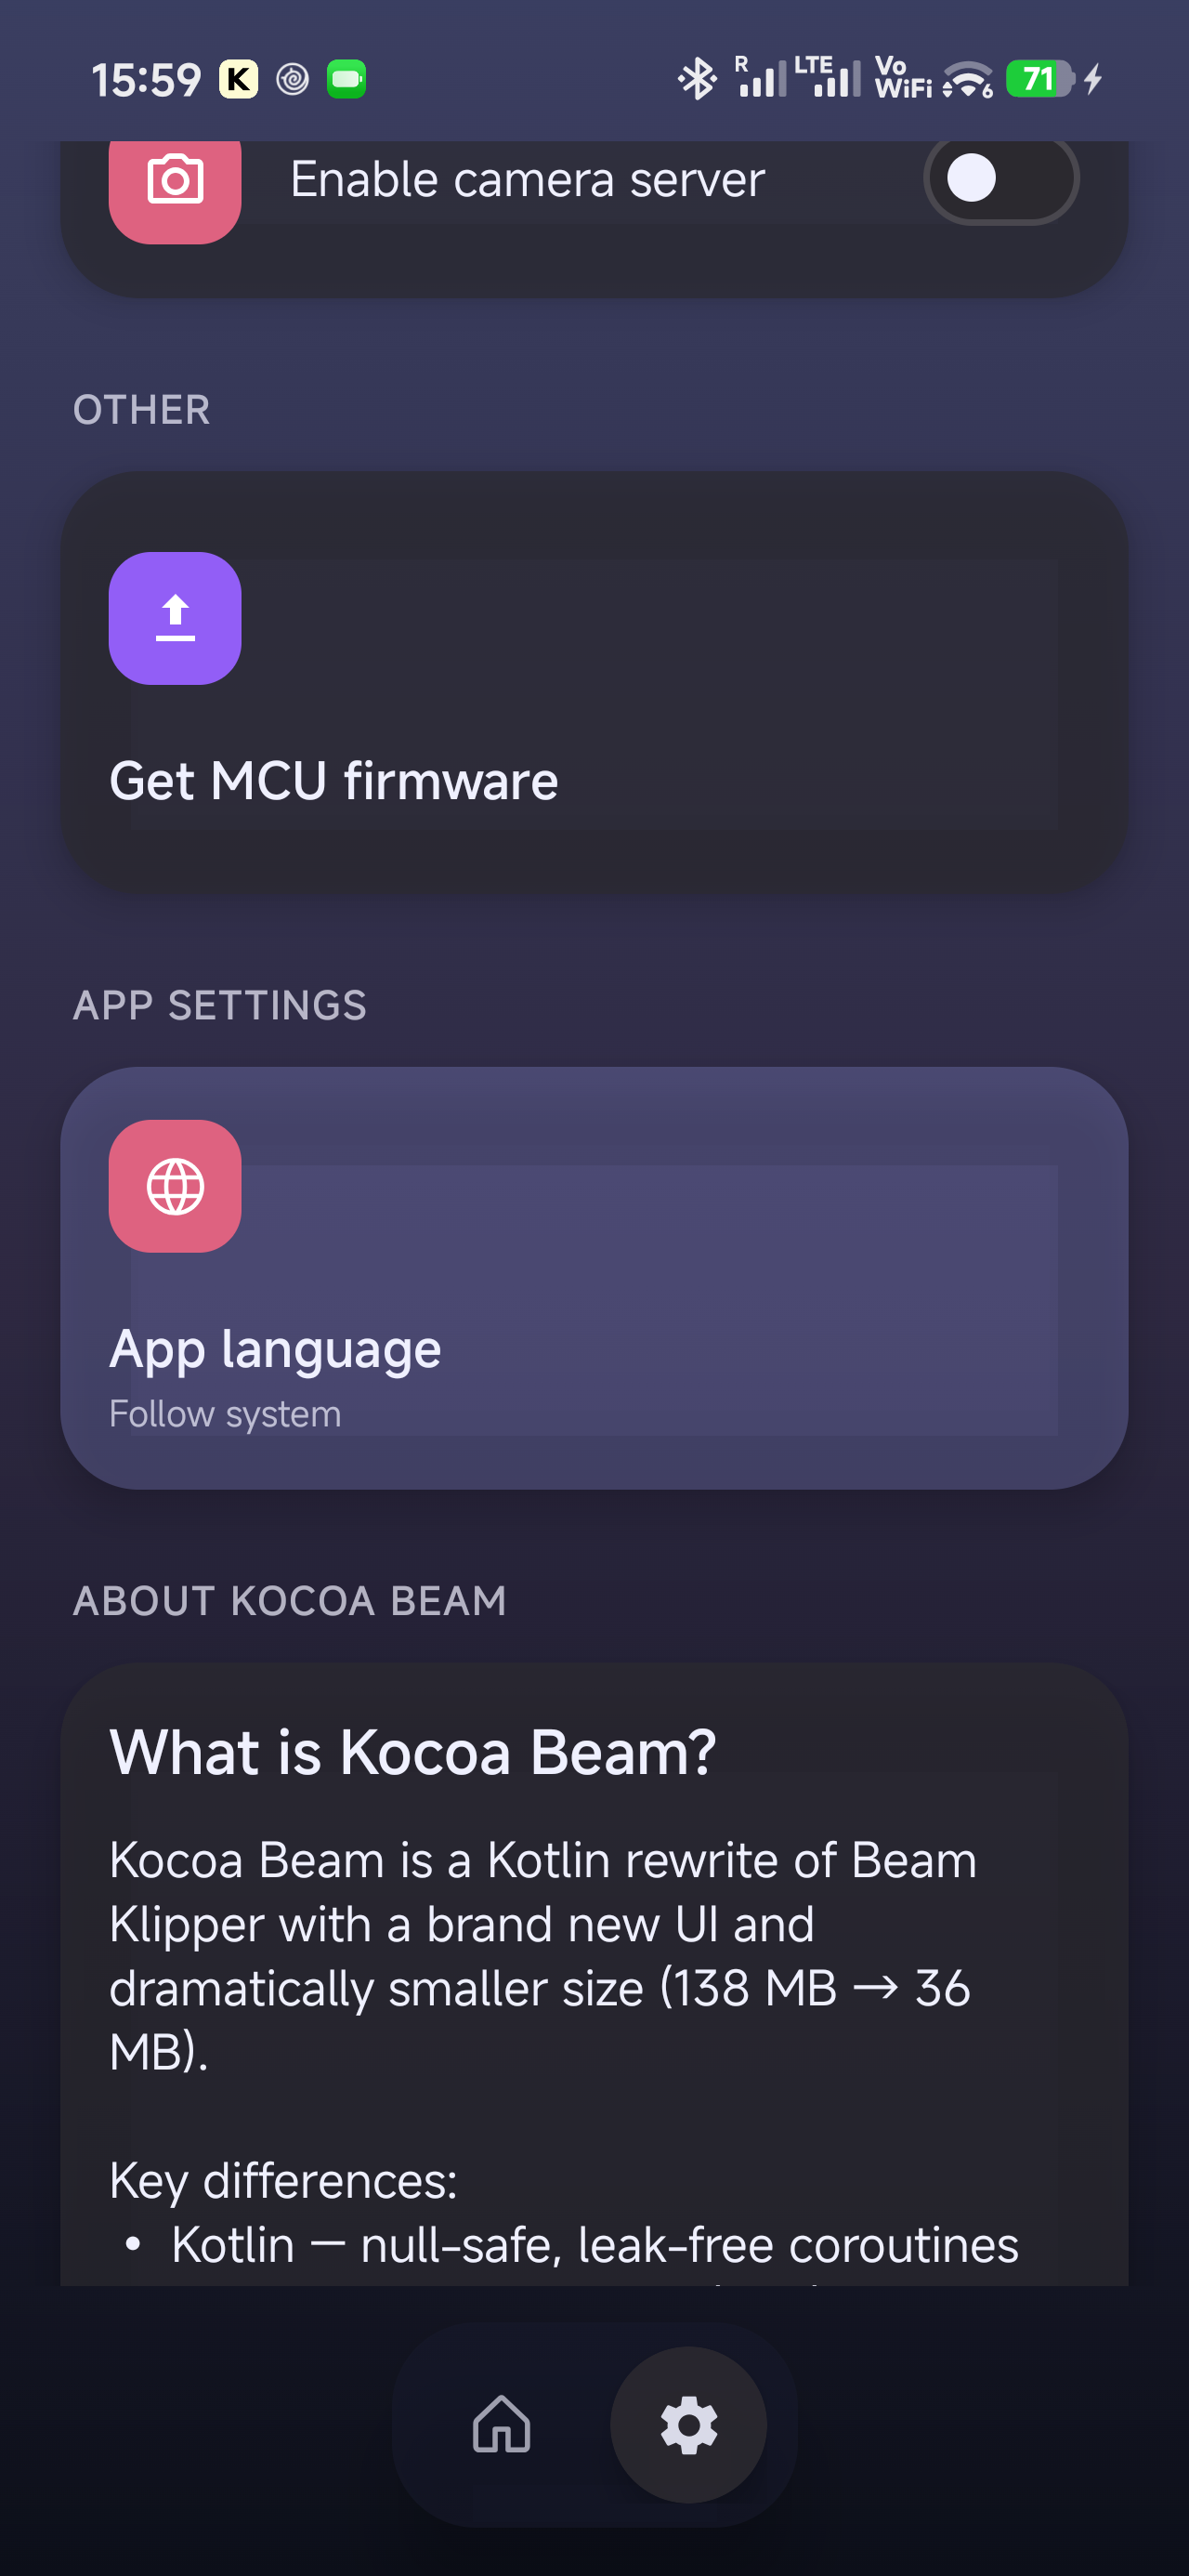 15:59 K R LTE Vo WiFi 6 71
Enable camera server
OTHER
Get MCU firmware
APP SETTINGS
App language
Follow system
ABOUT KOCOA BEAM
What is Kocoa Beam?
Kocoa Beam is a Kotlin rewrite of Beam
Klipper with a brand new UI and
dramatically smaller size (138 MB → 36
MB).
Key differences:
• Kotlin — null-safe, leak-free coroutines